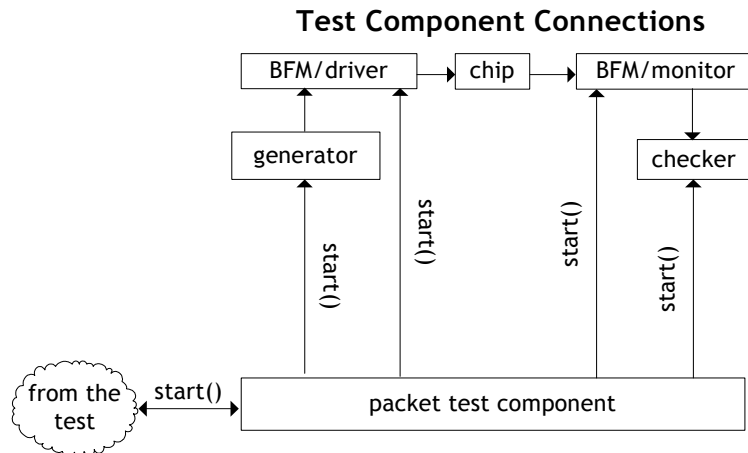 Test Component Connections
BFM/driver
chip
BFM/monitor
generator
checker
start()
start()
start()
start()
from the
test
start()
packet test component